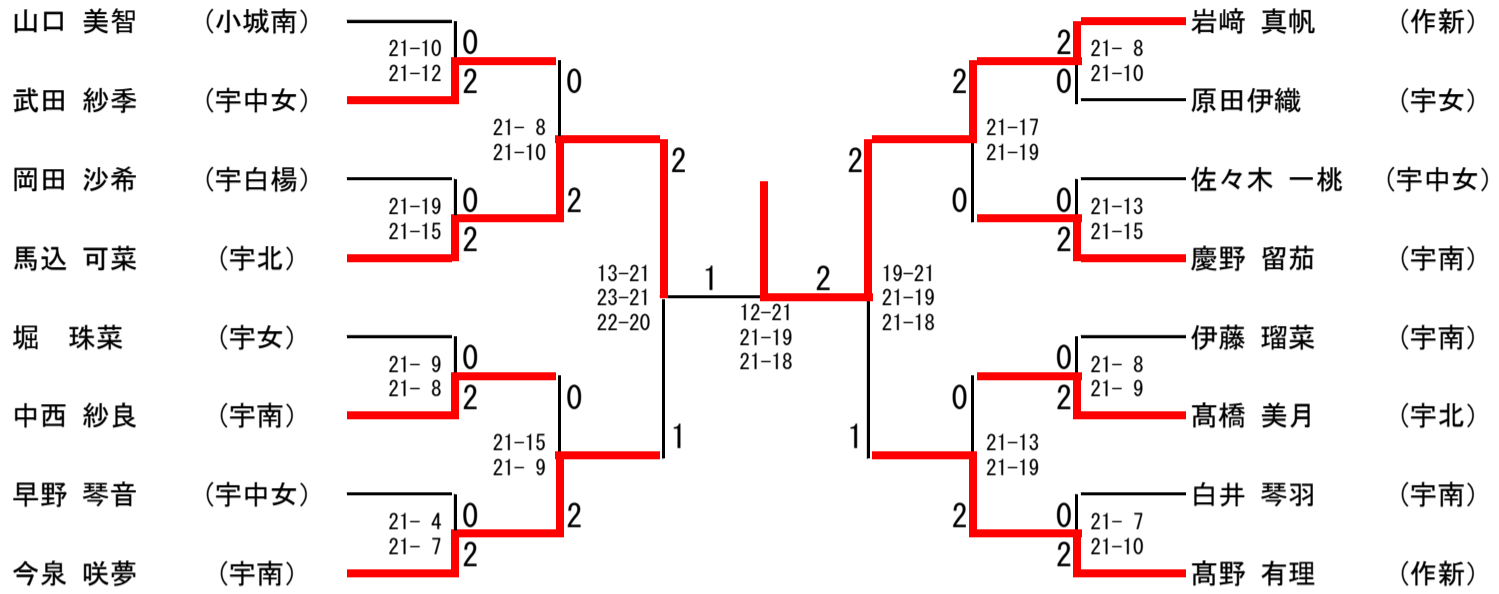 山口 美智 (小城南)
21-10 0
21-12 2
武田 紗季 (宇中女)
0
21- 8
21-10
2
岡田 沙希 (宇白楊)
21-19 0
21-15 2
馬込 可菜 (宇北)
2
13-21
23-21
22-20
1
堀 珠菜 (宇女)
21- 9 0
21- 8 2
中西 紗良 (宇南)
0
21-15
21- 9
2
早野 琴音 (宇中女)
21- 4 0
21- 7 2
今泉 咲夢 (宇南)
1 2
12-21
21-19
21-18
岩﨑 真帆 (作新)
2 21- 8
0 21-10
原田伊織 (宇女)
2
21-17
21-19
0
佐々木 一桃 (宇中女)
0 21-13
2 21-15
慶野 留茄 (宇南)
2
19-21
21-19
21-18
1
伊藤 瑠菜 (宇南)
0 21- 8
2 21- 9
髙橋 美月 (宇北)
0
21-13
21-19
2
白井 琴羽 (宇南)
0 21- 7
2 21-10
髙野 有理 (作新)